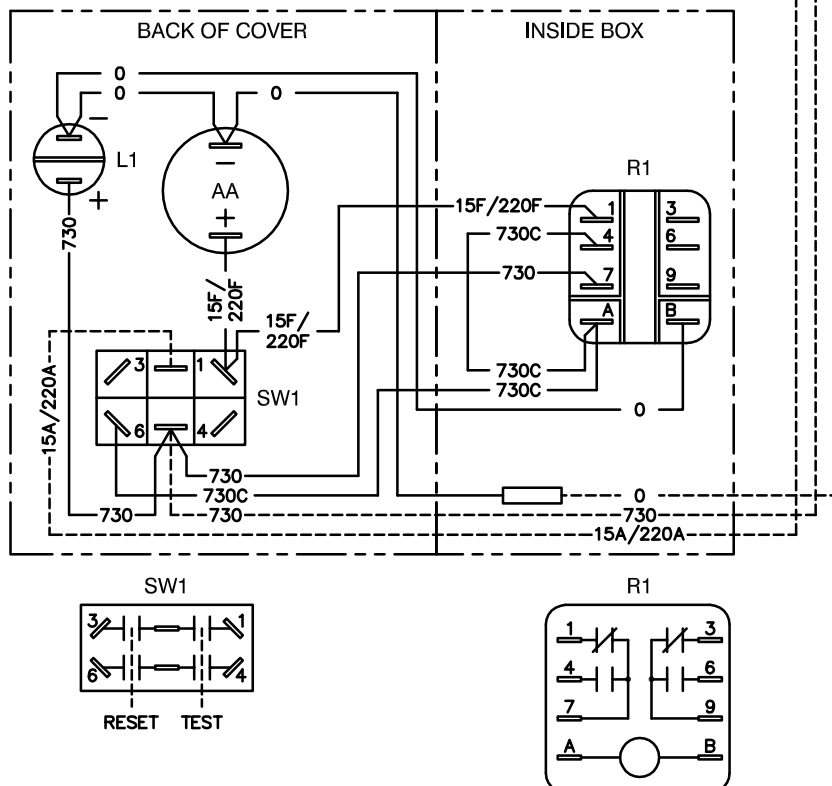 BACK OF COVER
INSIDE BOX
0
0
0
−
L1
+
−
AA
+
R1
15F/220F
1
3
730C
4
6
730
7
9
A
B
730
15F/
220F
15F/
220F
3
1
SW1
6
4
15A/220A
730C
730C
0
730
730C
0
730
730
730
15A/220A
SW1
3
1
6
4
RESET
TEST
R1
1
3
4
6
7
9
A
B